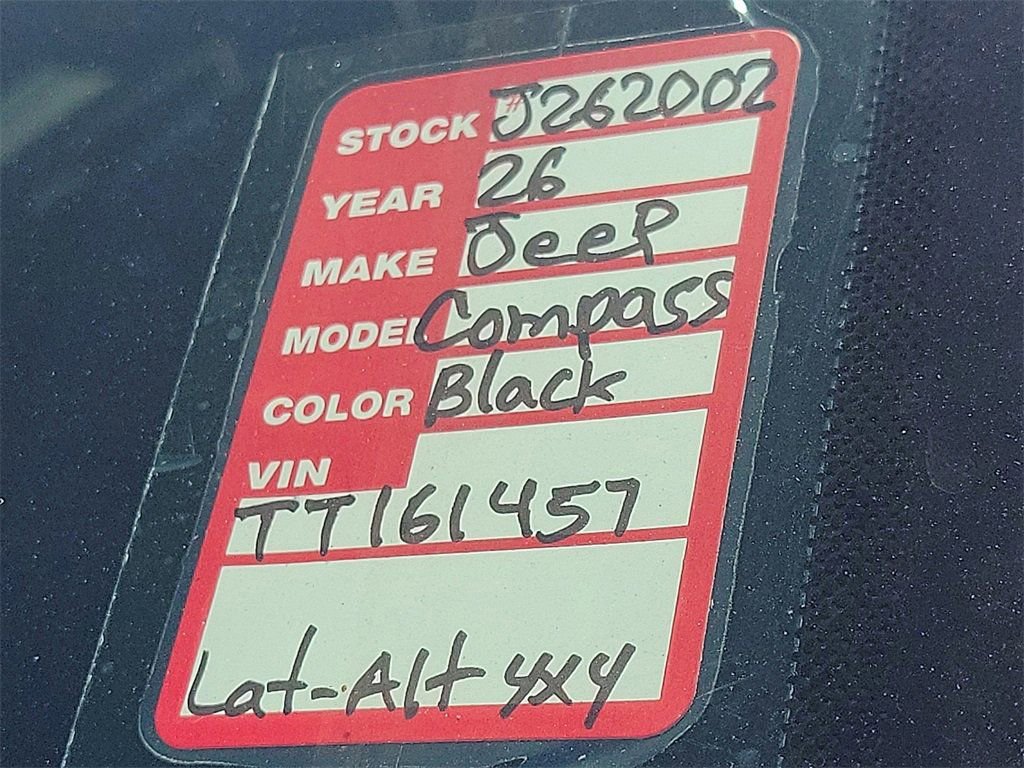 STOCK # J262002
YEAR 26
MAKE Jeep
MODEL Compass
COLOR Black
VIN
TT161457
Lat-Alt 4x4